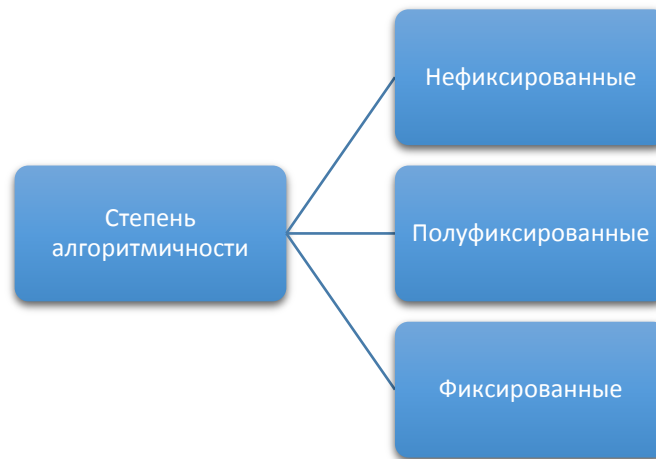 Нефиксированные
Степень
алгоритмичности
Полуфиксированные
Фиксированные